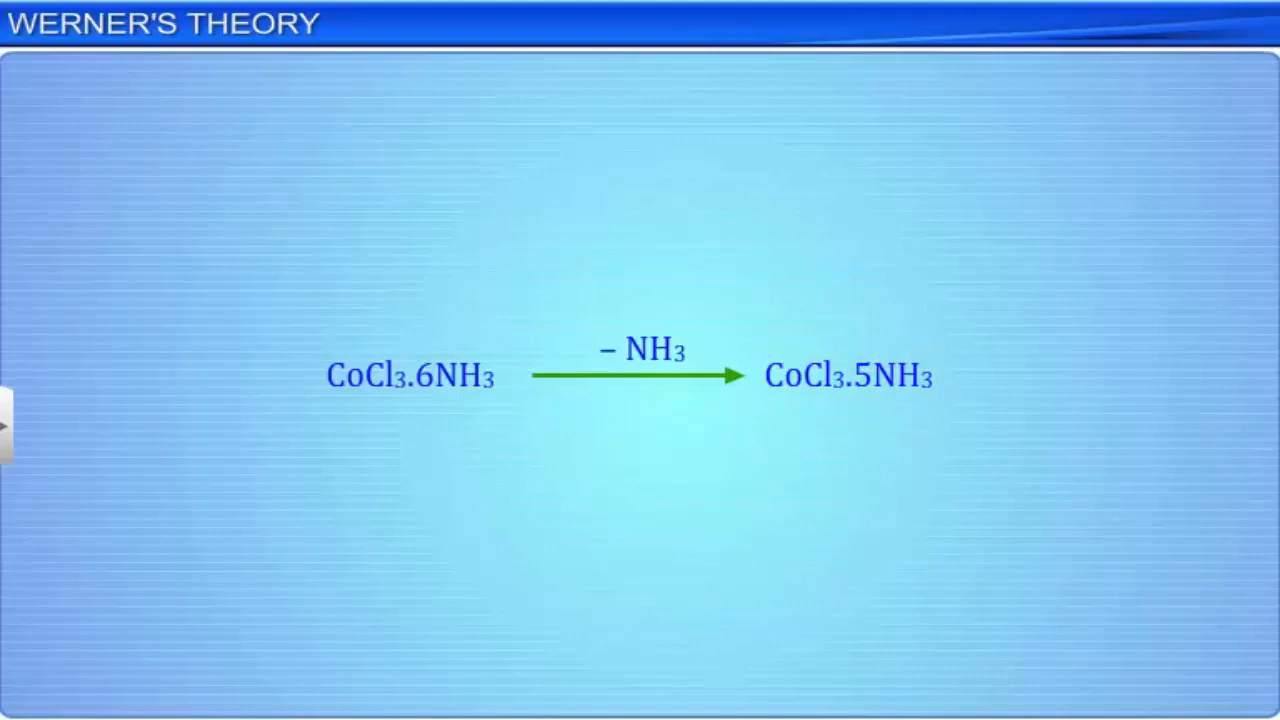 WERNER'S THEORY
– NH₃
CoCl₃.6NH₃ CoCl₃.5NH₃